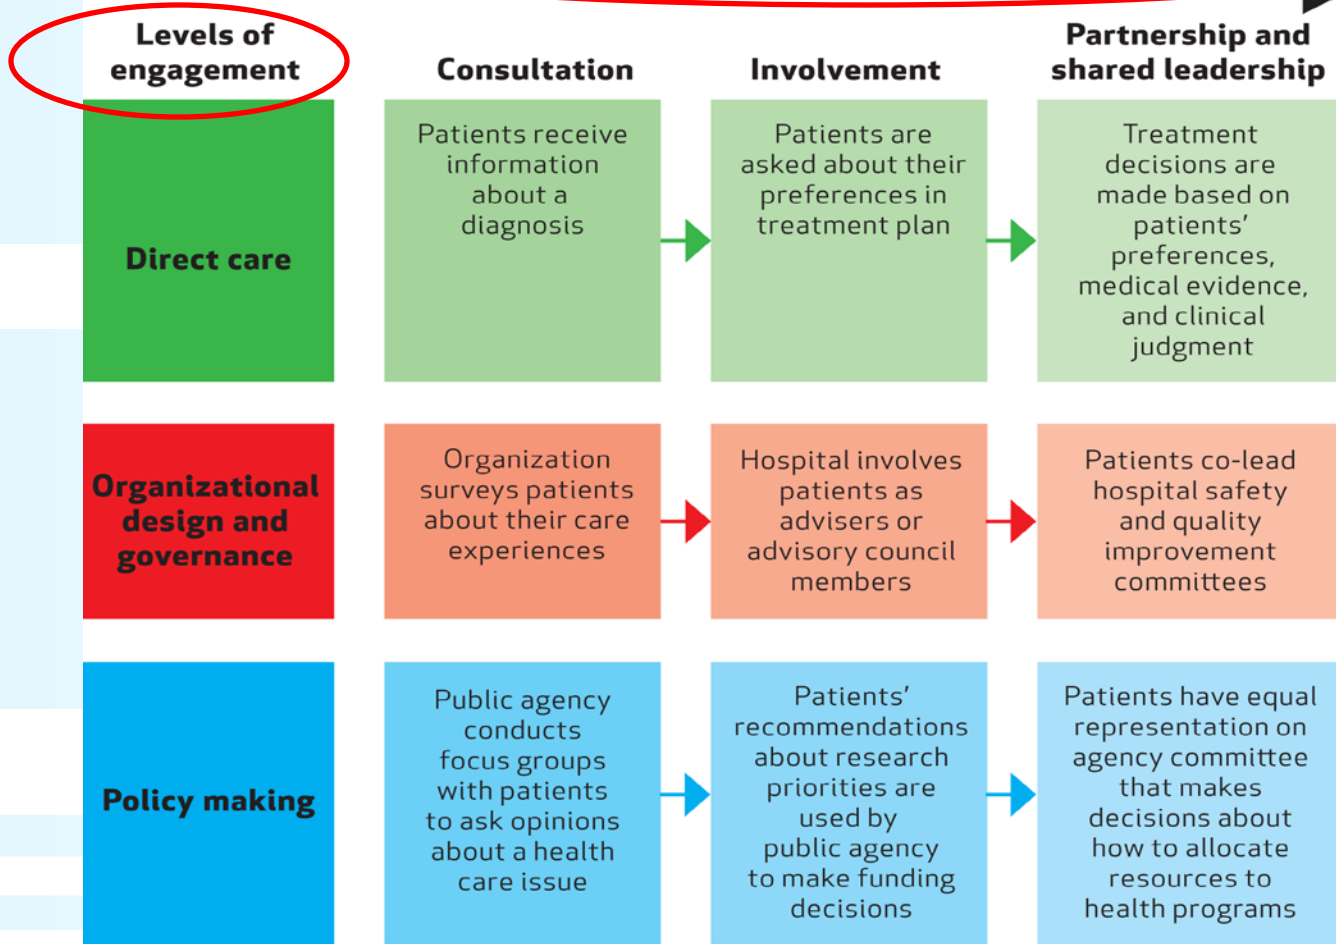 Levels of
engagement
Consultation
Involvement
Partnership and
shared leadership
Direct care
Patients receive
information
about a
diagnosis
Patients are
asked about their
preferences in
treatment plan
Treatment
decisions are
made based on
patients’
preferences,
medical evidence,
and clinical
judgment
Organizational
design and
governance
Organization
surveys patients
about their care
experiences
Hospital involves
patients as
advisers or
advisory council
members
Patients co-lead
hospital safety
and quality
improvement
committees
Policy making
Public agency
conducts
focus groups
with patients
to ask opinions
about a health
care issue
Patients’
recommendations
about research
priorities are
used by
public agency
to make funding
decisions
Patients have equal
representation on
agency committee
that makes
decisions about
how to allocate
resources to
health programs